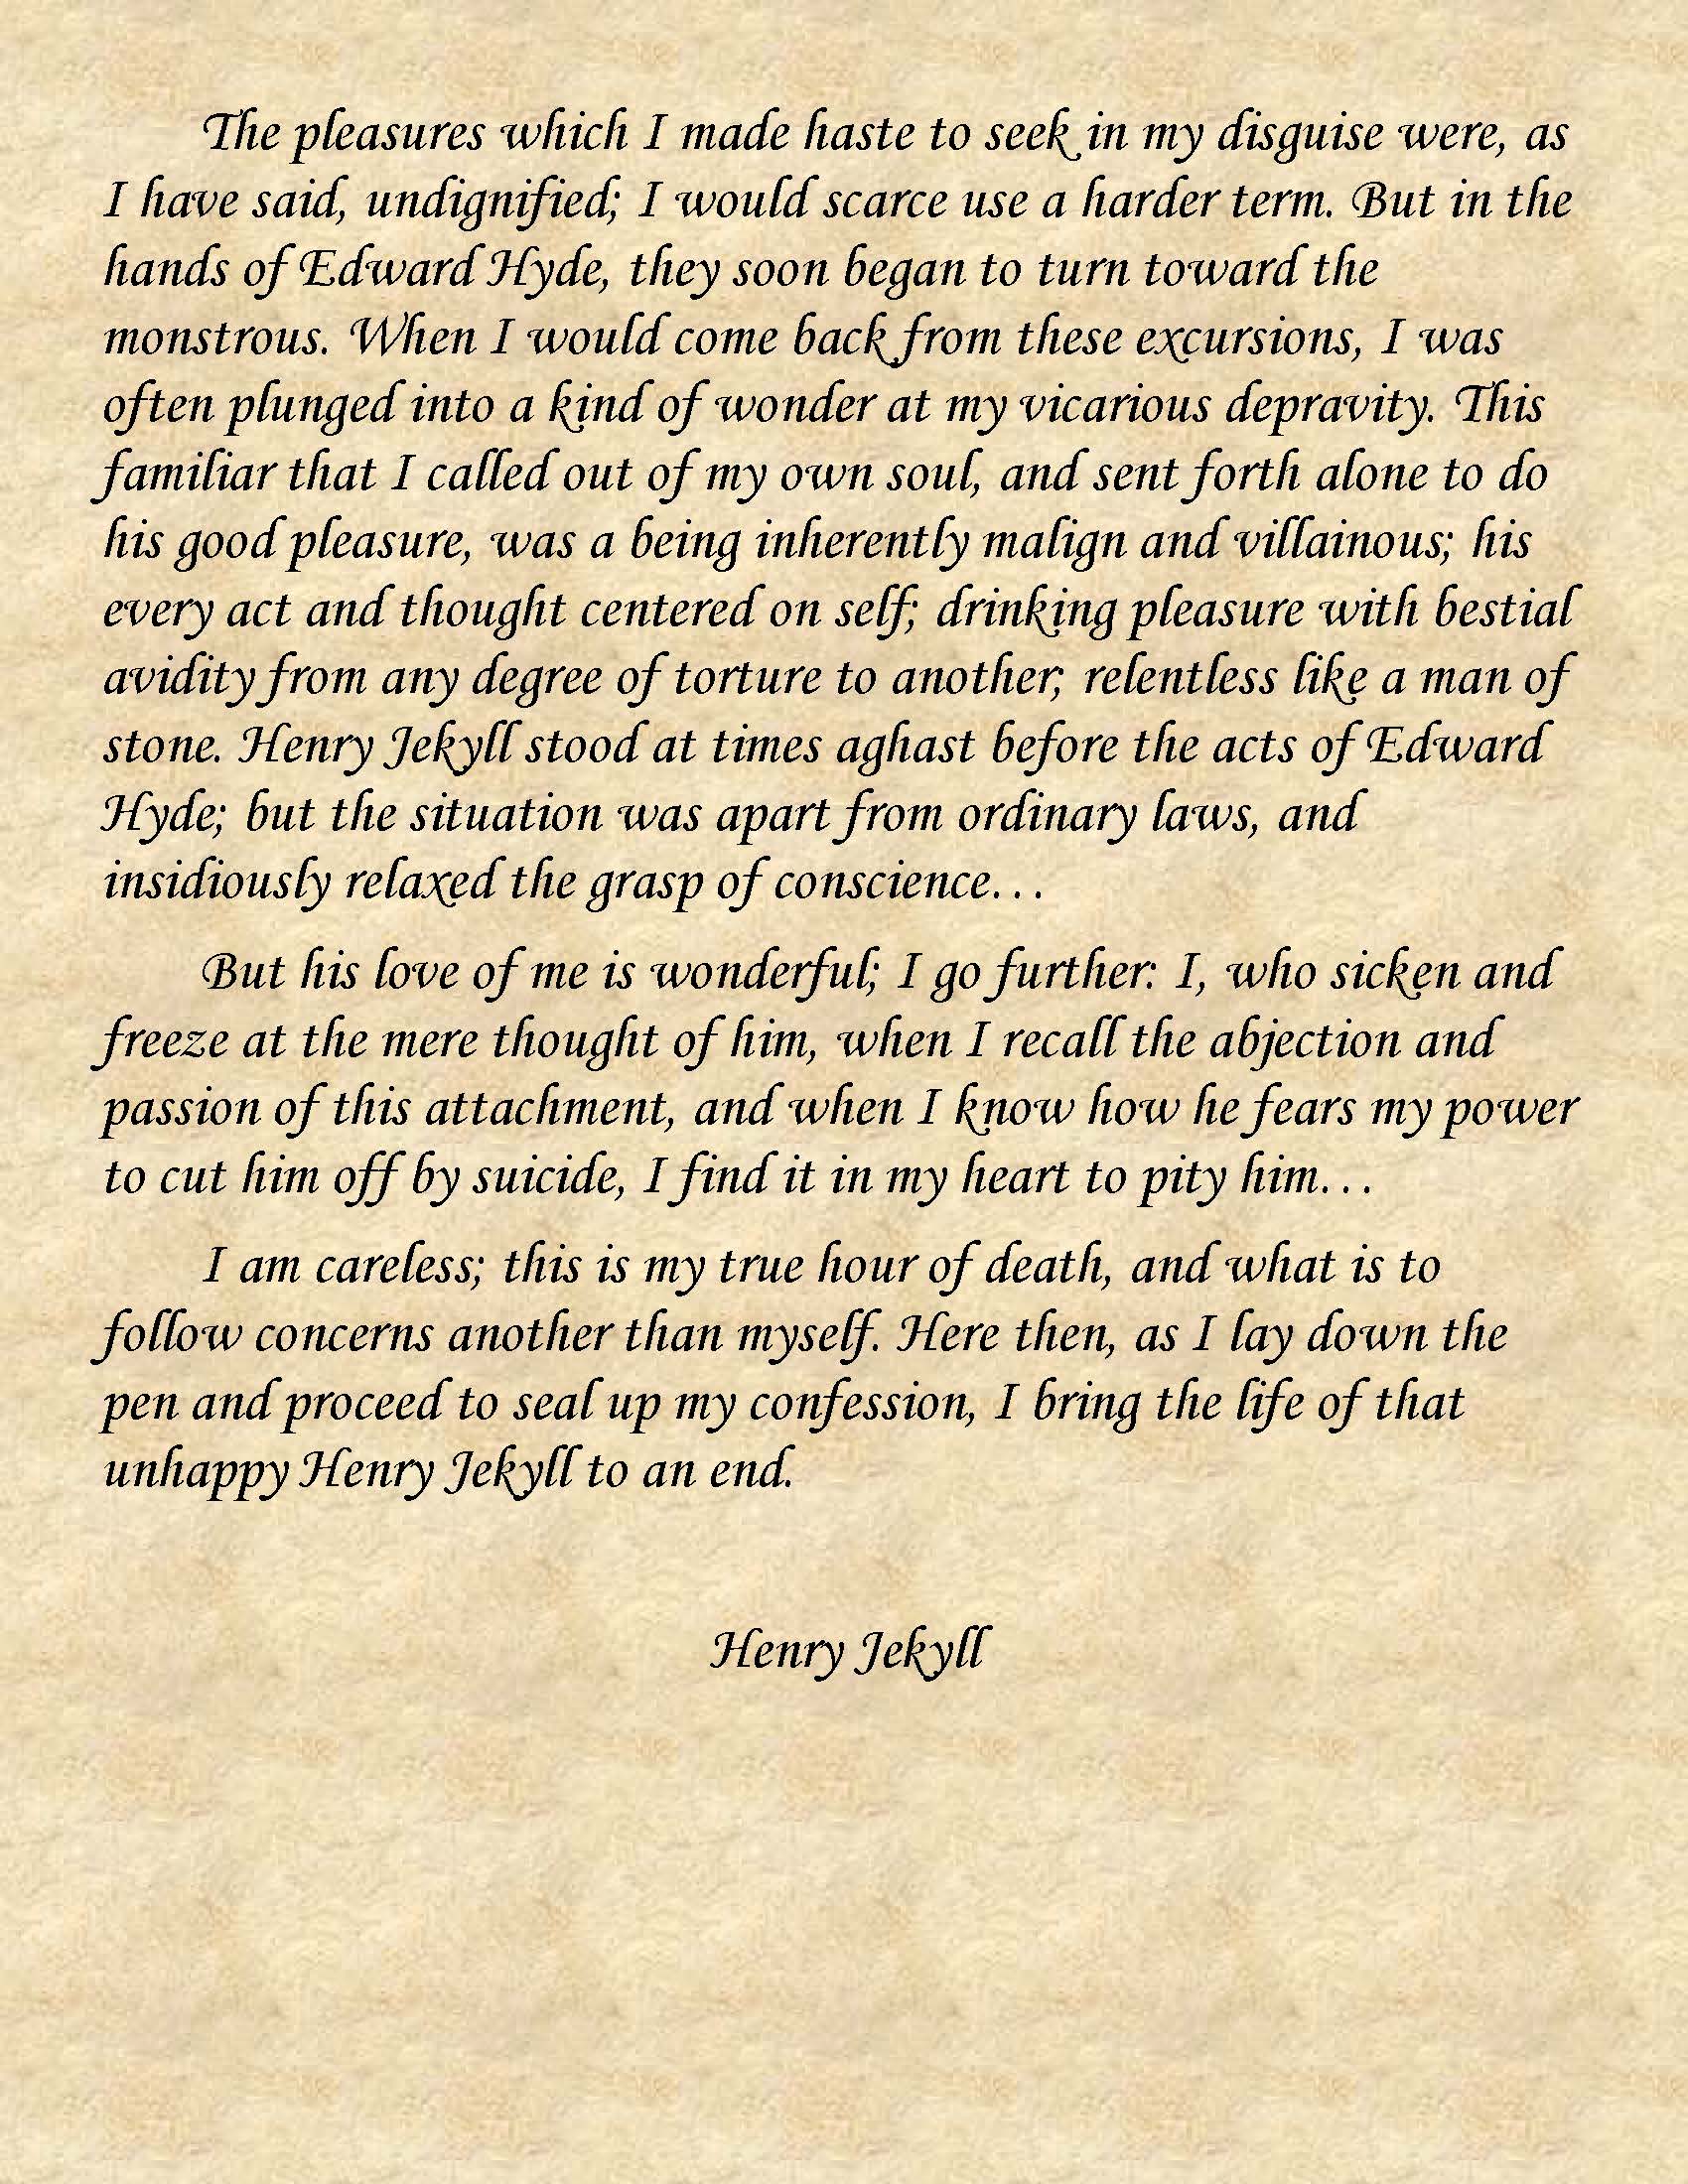 The pleasures which I made haste to seek in my disguise were, as
I have said, undignified; I would scarce use a harder term. But in the
hands of Edward Hyde, they soon began to turn toward the
monstrous. When I would come back from these excursions, I was
often plunged into a kind of wonder at my vicarious depravity. This
familiar that I called out of my own soul, and sent forth alone to do
his good pleasure, was a being inherently malign and villainous; his
every act and thought centered on self; drinking pleasure with bestial
avidity from any degree of torture to another; relentless like a man of
stone. Henry Jekyll stood at times aghast before the acts of Edward
Hyde; but the situation was apart from ordinary laws, and
insidiously relaxed the grasp of conscience…
But his love of me is wonderful; I go further: I, who sicken and
freeze at the mere thought of him, when I recall the abjection and
passion of this attachment, and when I know how he fears my power
to cut him off by suicide, I find it in my heart to pity him…
I am careless; this is my true hour of death, and what is to
follow concerns another than myself. Here then, as I lay down the
pen and proceed to seal up my confession, I bring the life of that
unhappy Henry Jekyll to an end.
Henry Jekyll